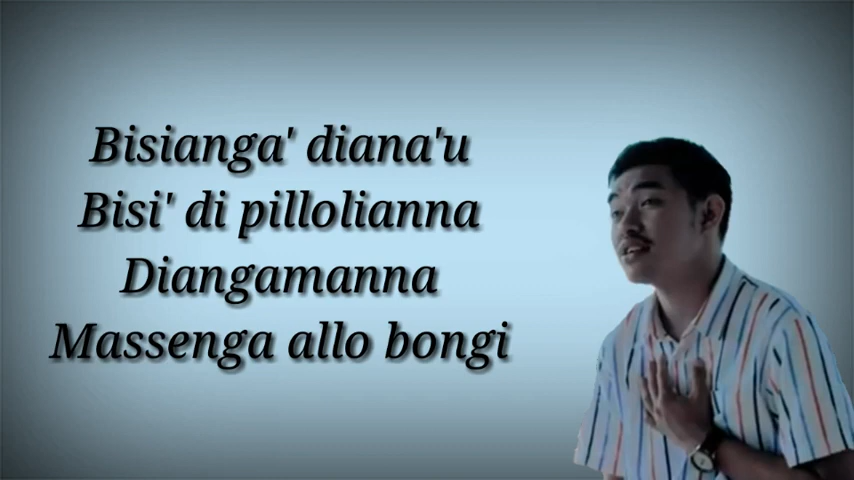 Bisianga' diana'u
Bisi' di pillolianna
Diangamanna
Massenga allo bongi